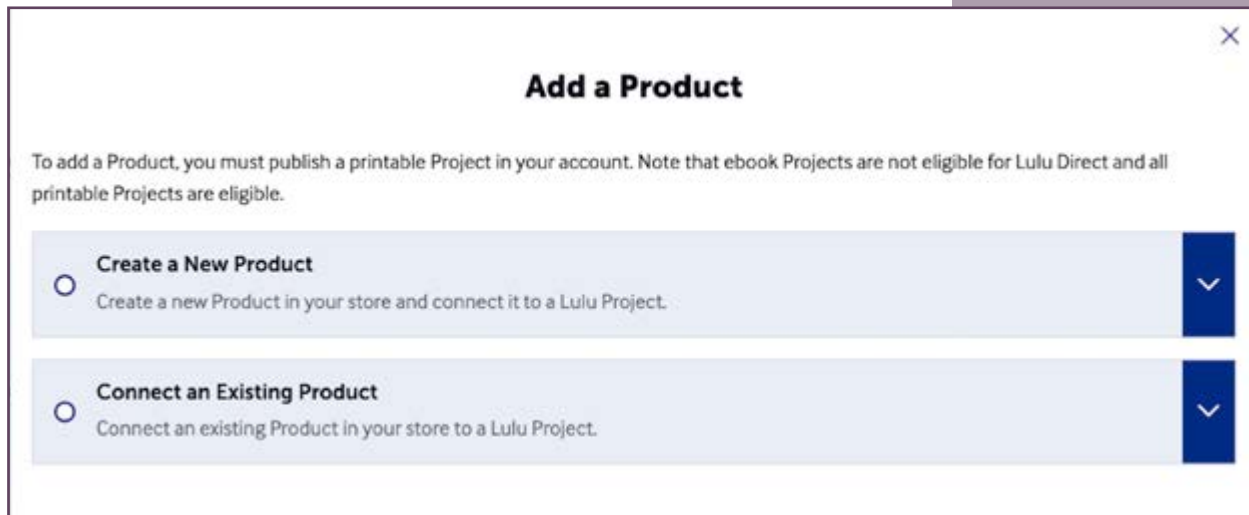 Add a Product
To add a Product, you must publish a printable Project in your account. Note that ebook Projects are not eligible for Lulu Direct and all
printable Projects are eligible.
Create a New Product
Create a new Product in your store and connect it to a Lulu Project.
Connect an Existing Product
Connect an existing Product in your store to a Lulu Project.